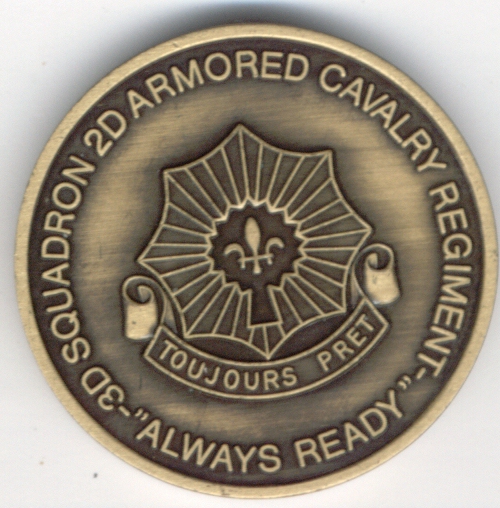 -3D SQUADRON 2D ARMORED CAVALRY REGIMENT-
"ALWAYS READY"
TOUJOURS PRET